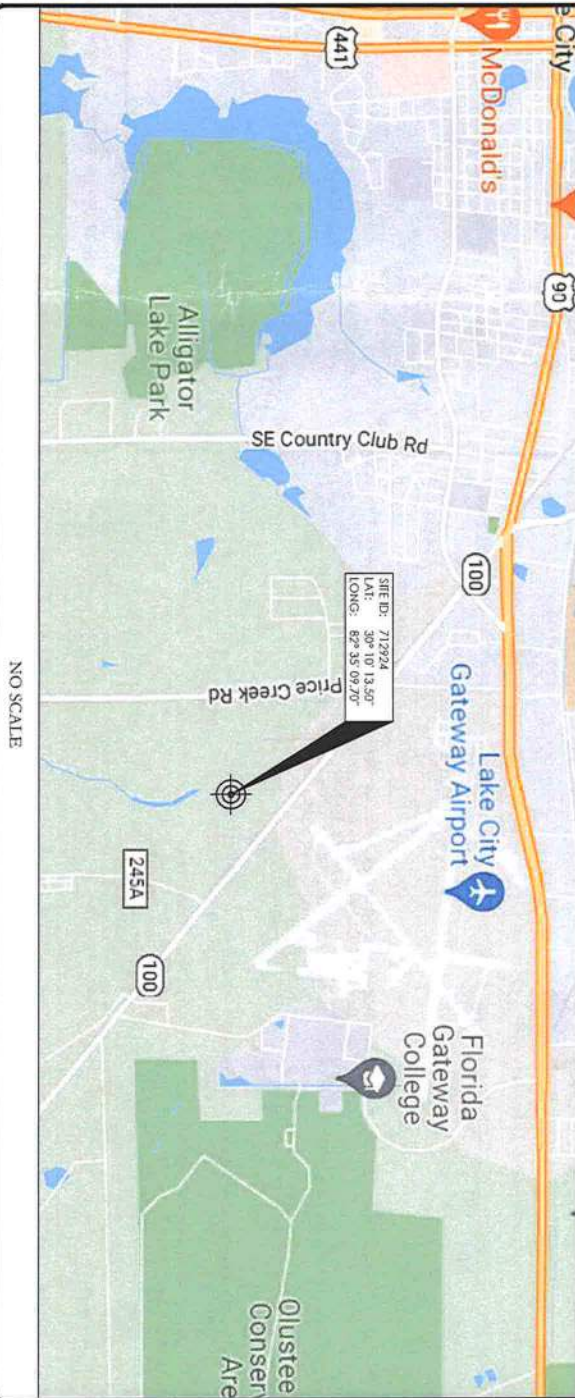 e City
McDonald's
441
90
Alligator
Lake Park
SE Country Club Rd
100
SITE ID: 712924
LAT: 30° 10' 13.50"
LONG: 82° 35' 09.70"
Price Creek Rd
Lake City
Gateway Airport
245A
100
Florida
Gateway
College
Olustee
Conserv
Are
NO SCALE